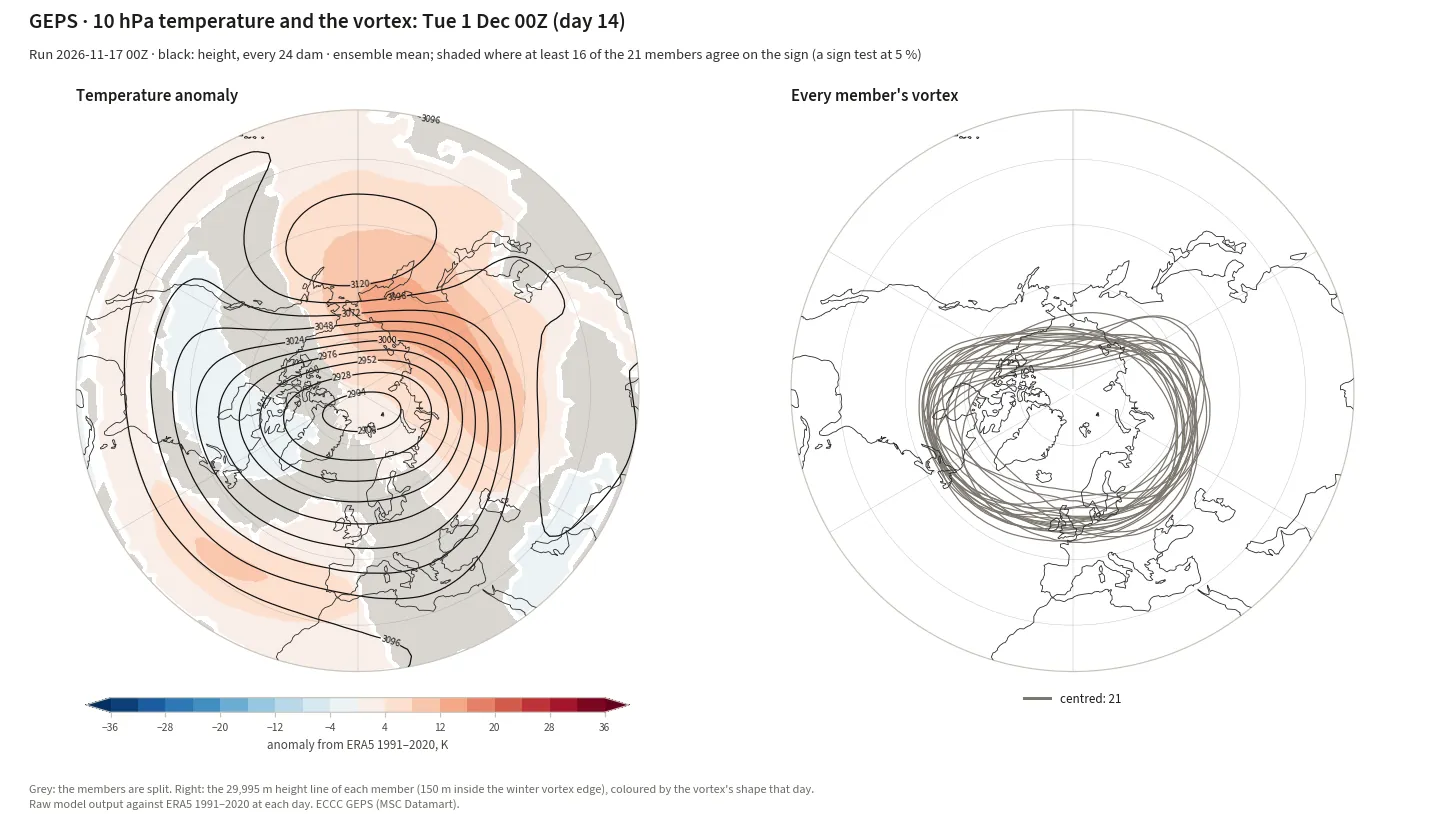 GEPS · 10 hPa temperature and the vortex: Tue 1 Dec 00Z (day 14)
Run 2026-11-17 00Z · black: height, every 24 dam · ensemble mean; shaded where at least 16 of the 21 members agree on the sign (a sign test at 5 %)
Temperature anomaly
Every member's vortex
3096
3120
3096
3072
3048
3024
3000
2976
2952
2928
2904
3096
centred: 21
−36 −28 −20 −12 −4 4 12 20 28 36
anomaly from ERA5 1991–2020, K
Grey: the members are split. Right: the 29,995 m height line of each member (150 m inside the winter vortex edge), coloured by the vortex's shape that day.
Raw model output against ERA5 1991–2020 at each day. ECCC GEPS (MSC Datamart).